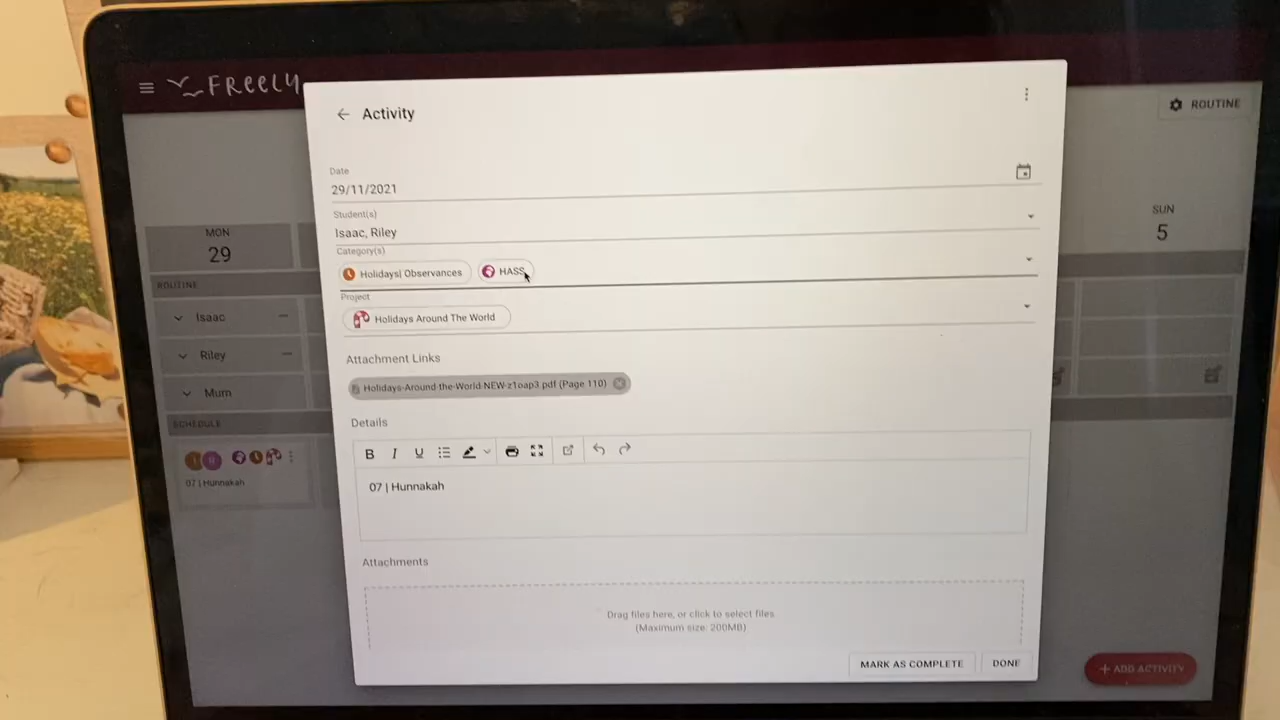 FREELY
Activity
ROUTINE
Date
29/11/2021
Student(s)
Isaac, Riley
Category(s)
Holidays| Observances
HASS
Project
Holidays Around The World
Attachment Links
Holidays-Around-the-World-NEW-z1oap3.pdf (Page 110)
Details
B I U
07 | Hunnakah
Attachments
Drag files here, or click to select files
(Maximum size: 200MB)
MARK AS COMPLETE
DONE
MON
29
ROUTINE
Isaac
Riley
Mum
SCHEDULE
07 | Hunnakah
SUN
5
+ ADD ACTIVITY